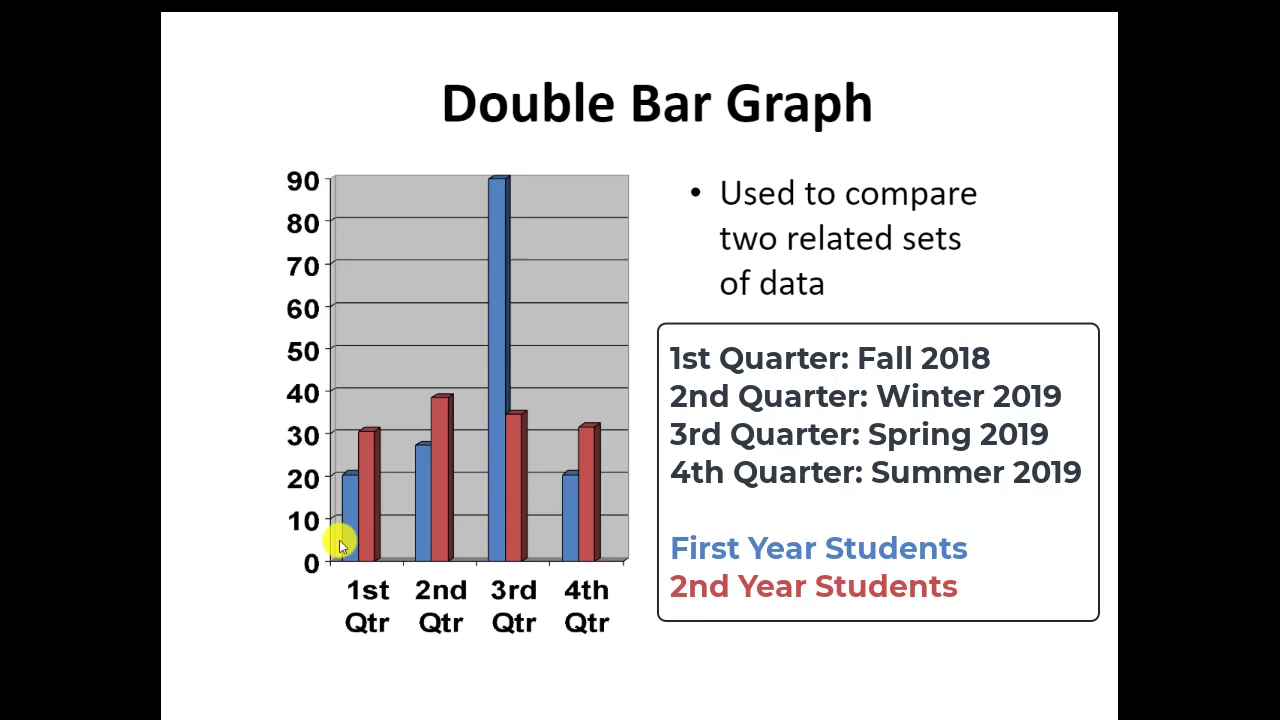 Double Bar Graph
90
80
70
60
50
40
30
20
10
0
1st Qtr
2nd Qtr
3rd Qtr
4th Qtr
• Used to compare
two related sets
of data
1st Quarter: Fall 2018
2nd Quarter: Winter 2019
3rd Quarter: Spring 2019
4th Quarter: Summer 2019
First Year Students
2nd Year Students